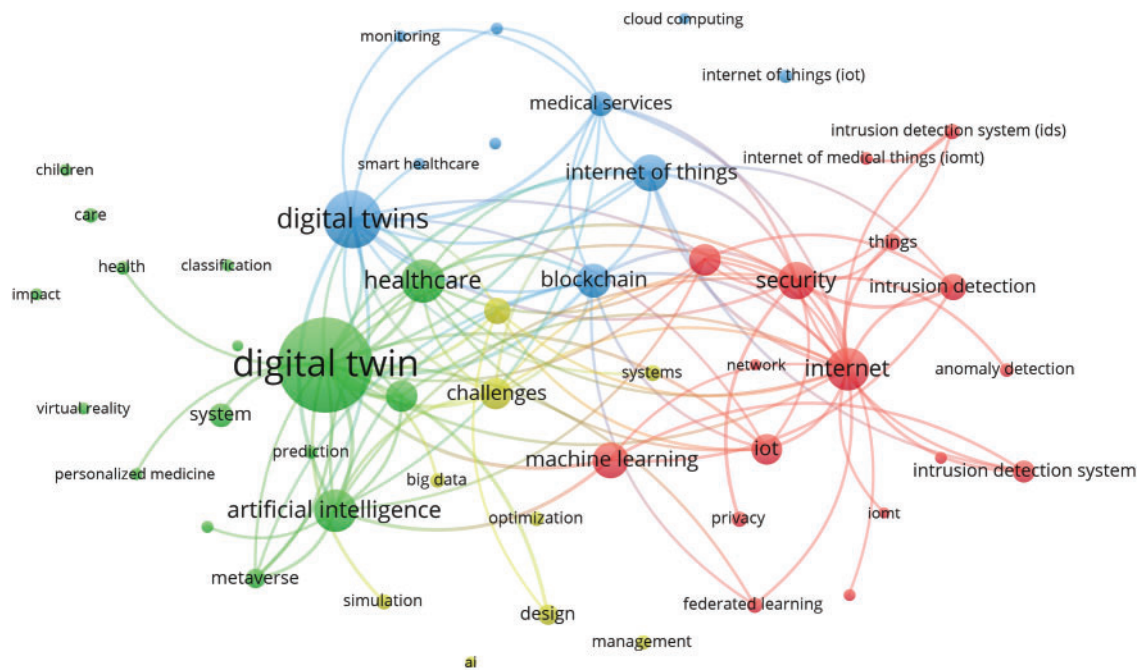 cloud computing
monitoring
internet of things (iot)
medical services
intrusion detection system (ids)
internet of medical things (iomt)
children
smart healthcare
internet of things
care
digital twins
things
health
classification
healthcare
blockchain
security
intrusion detection
impact
digital twin
challenges
systems
network
internet
anomaly detection
virtual reality
system
prediction
machine learning
iot
personalized medicine
big data
intrusion detection system
artificial intelligence
optimization
privacy
iomt
metaverse
simulation
design
federated learning
management
ai